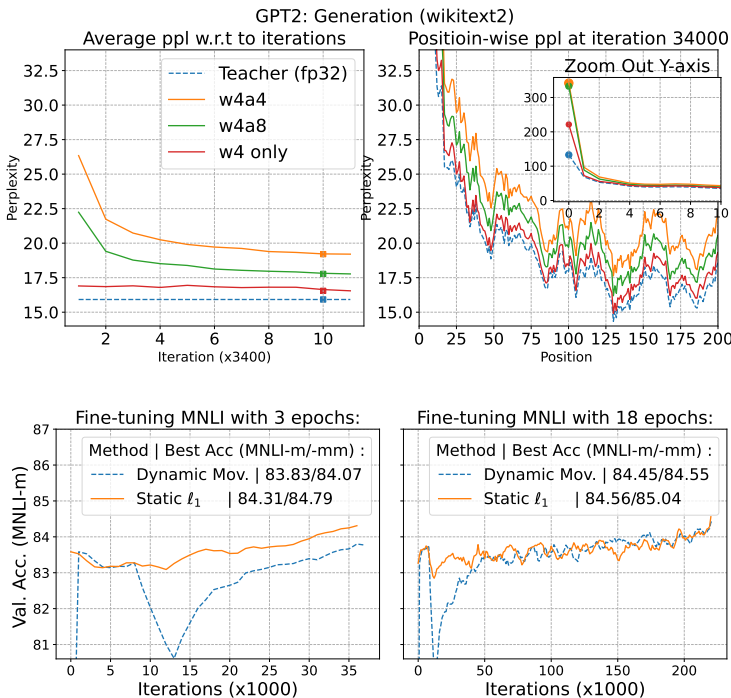 GPT2: Generation (wikitext2)
Average ppl w.r.t to iterations
Perplexity
32.5
30.0
27.5
25.0
22.5
20.0
17.5
15.0
Teacher (fp32)
w4a4
w4a8
w4 only
2
4
6
8
10
Iteration (x3400)
Positioin-wise ppl at iteration 34000
Perplexity
32.5
30.0
27.5
25.0
22.5
20.0
17.5
15.0
Zoom Out Y-axis
300
200
100
0
0
2
4
6
8
10
0
25
50
75
100
125
150
175
200
Position
Fine-tuning MNLI with 3 epochs:
Val. Acc. (MNLI-m)
87
86
85
84
83
82
81
Method | Best Acc (MNLI-m/-mm) :
Dynamic Mov. | 83.83/84.07
Static ℓ₁ | 84.31/84.79
0
5
10
15
20
25
30
35
Iterations (x1000)
Fine-tuning MNLI with 18 epochs:
Method | Best Acc (MNLI-m/-mm) :
Dynamic Mov. | 84.45/84.55
Static ℓ₁ | 84.56/85.04
0
50
100
150
200
Iterations (x1000)